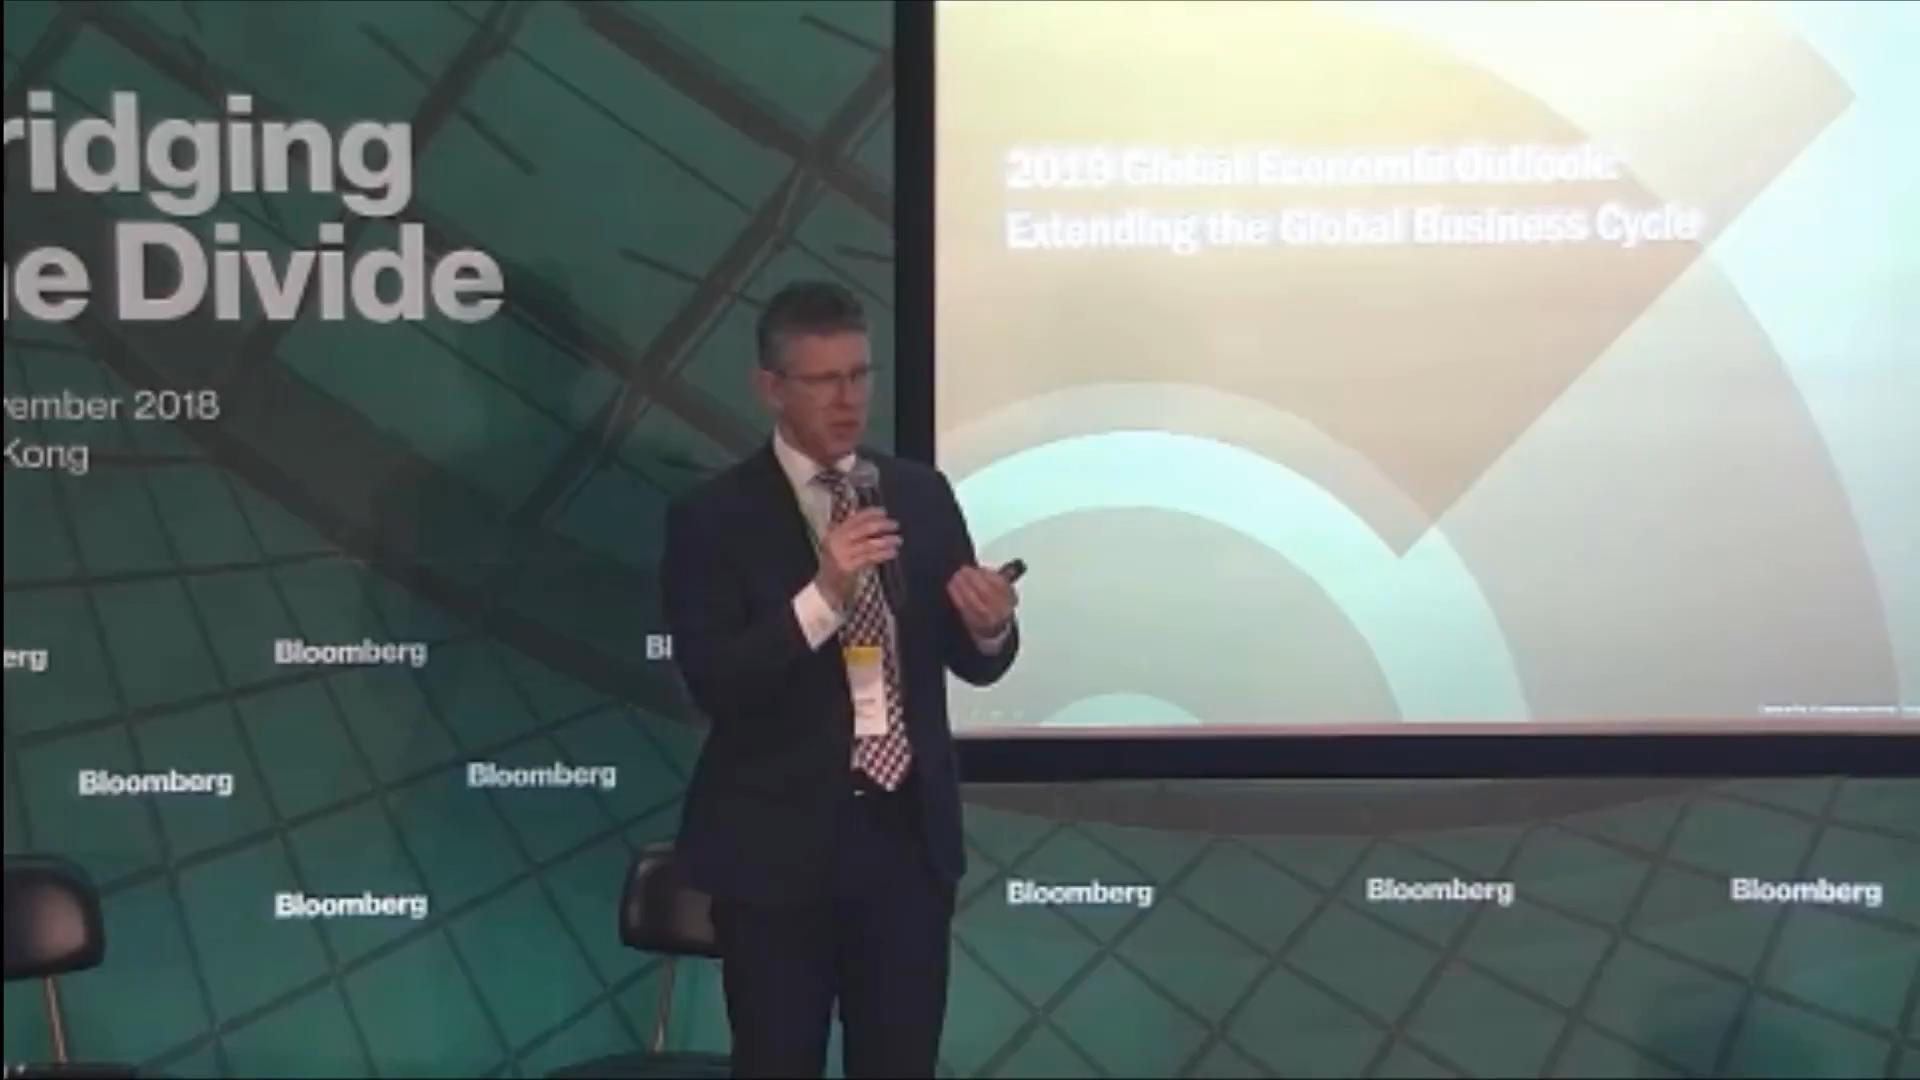 ridging
e Divide
ember 2018
Kong
2019 Global Economic Outlook:
Extending the Global Business Cycle
erg
Bloomberg
Bl
Bloomberg
Bloomberg
Bloomberg
Bloomberg
Bloomberg
Bloomberg